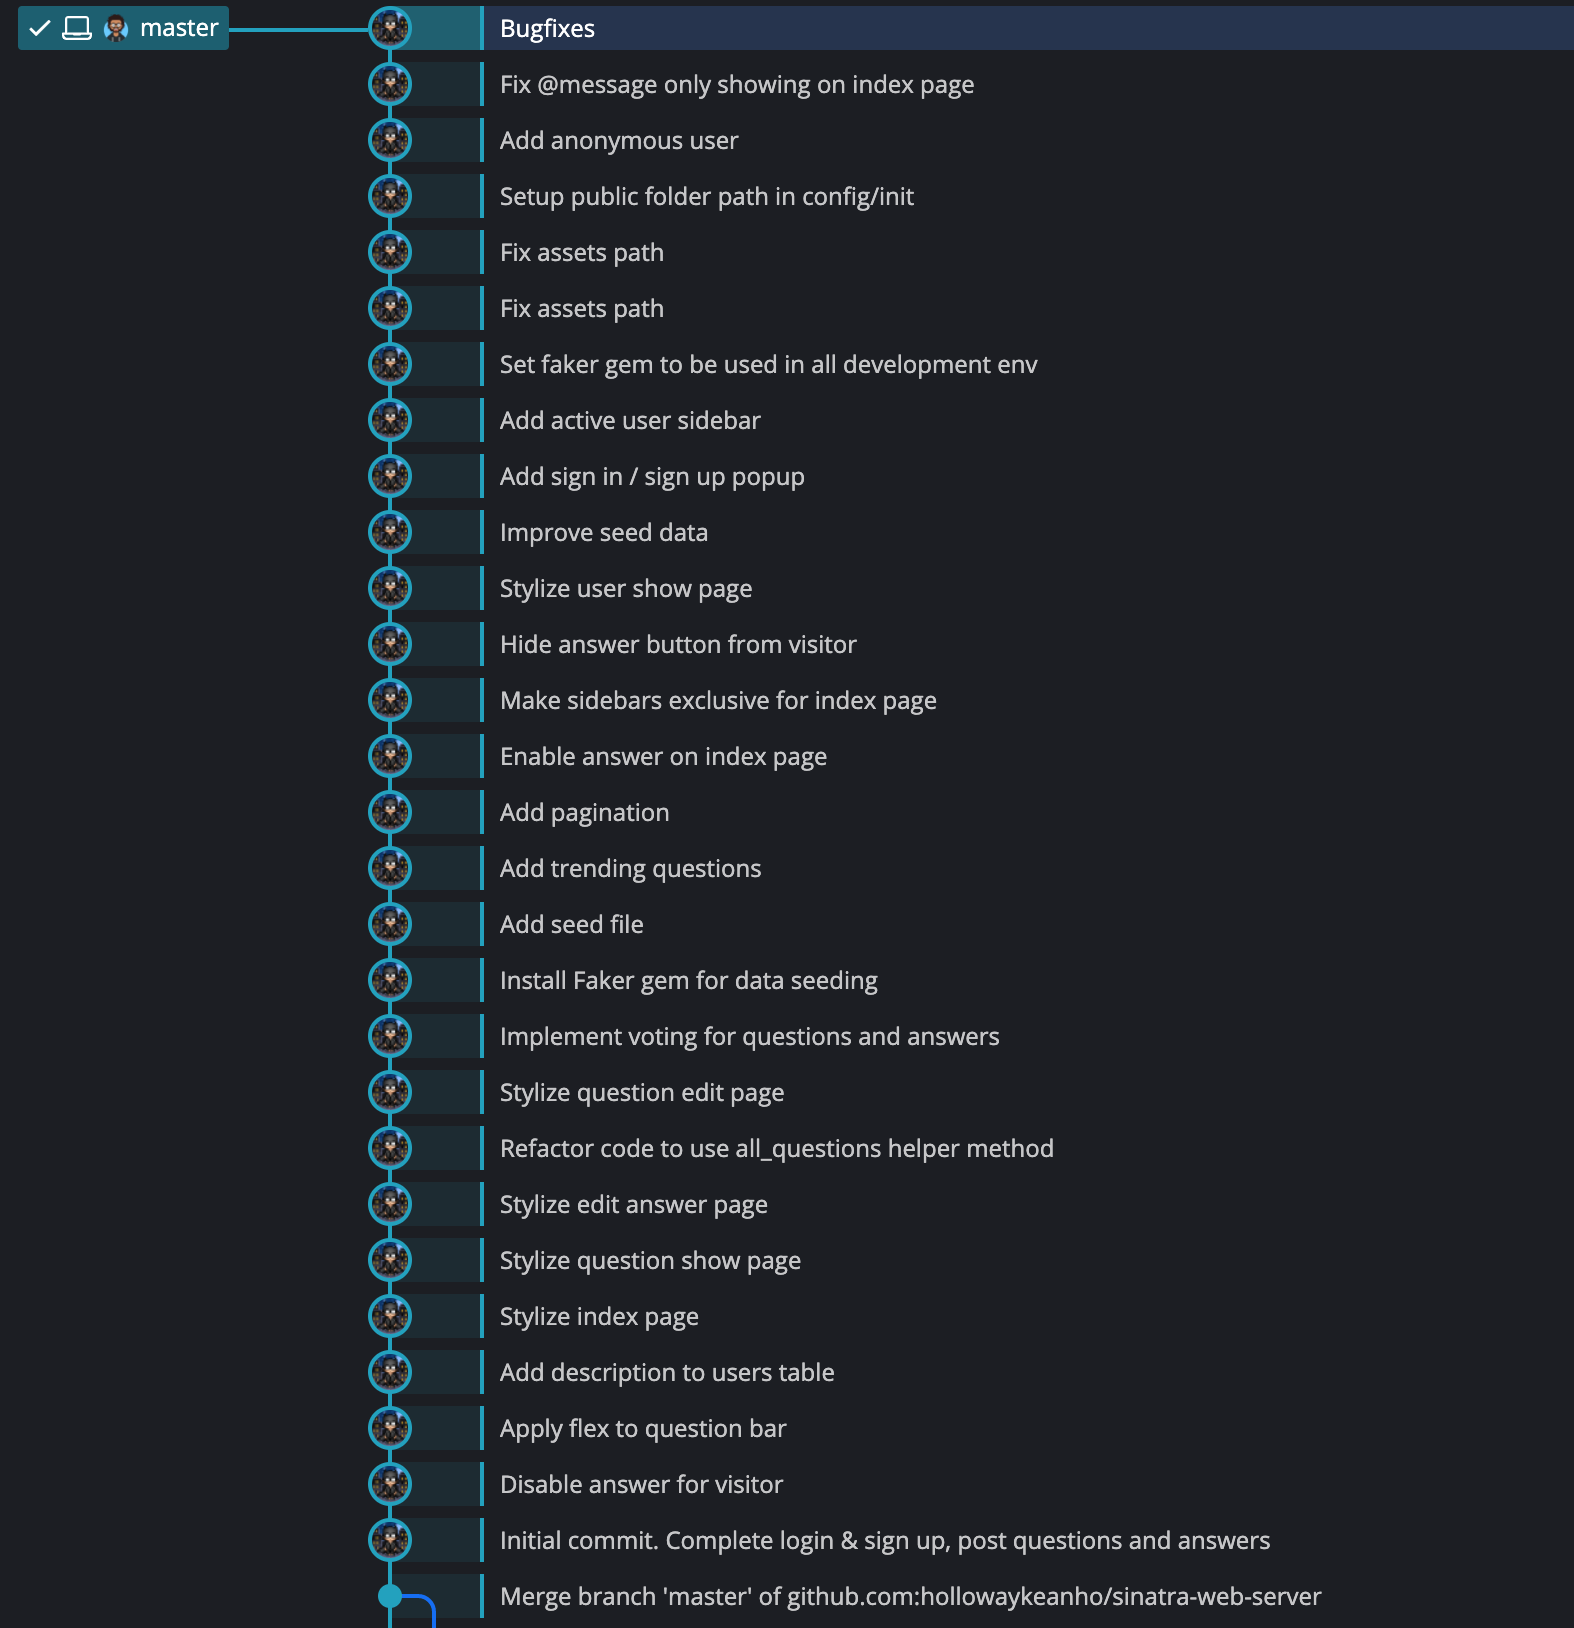 master
Bugfixes
Fix @message only showing on index page
Add anonymous user
Setup public folder path in config/init
Fix assets path
Fix assets path
Set faker gem to be used in all development env
Add active user sidebar
Add sign in / sign up popup
Improve seed data
Stylize user show page
Hide answer button from visitor
Make sidebars exclusive for index page
Enable answer on index page
Add pagination
Add trending questions
Add seed file
Install Faker gem for data seeding
Implement voting for questions and answers
Stylize question edit page
Refactor code to use all_questions helper method
Stylize edit answer page
Stylize question show page
Stylize index page
Add description to users table
Apply flex to question bar
Disable answer for visitor
Initial commit. Complete login & sign up, post questions and answers
Merge branch 'master' of github.com:hollowaykeanho/sinatra-web-server